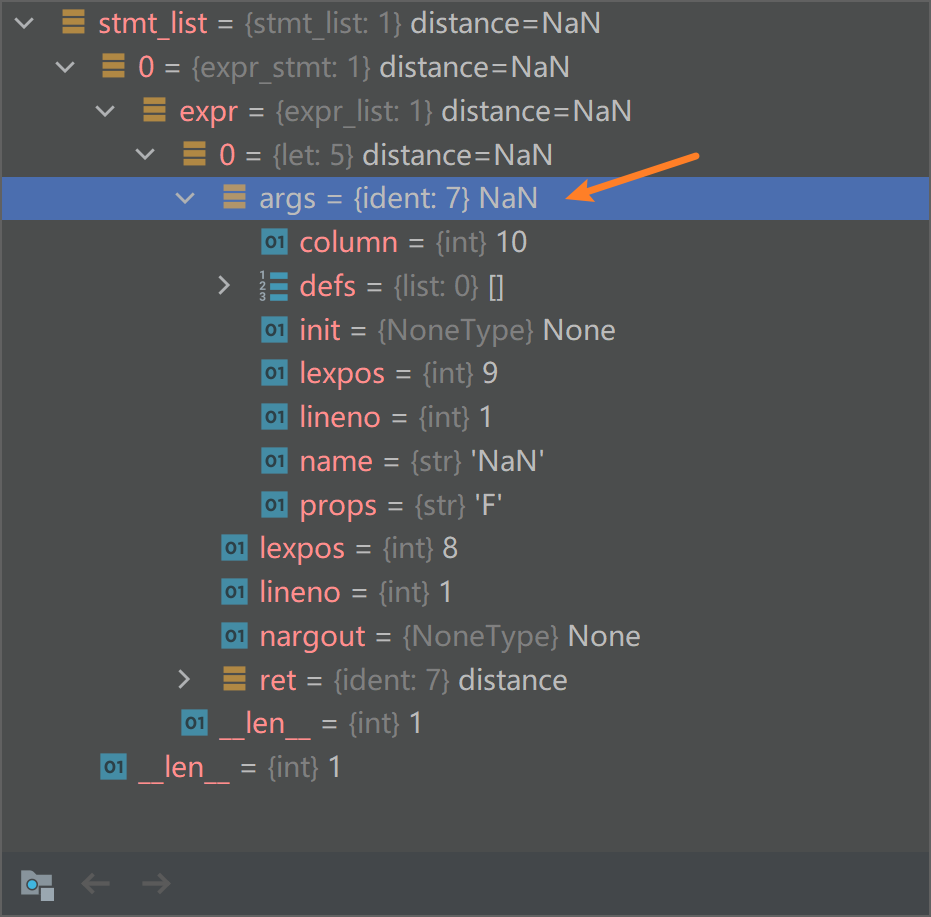 stmt_list = {stmt_list: 1} distance=NaN
0 = {expr_stmt: 1} distance=NaN
expr = {expr_list: 1} distance=NaN
0 = {let: 5} distance=NaN
args = {ident: 7} NaN
01 column = {int} 10
1 2 3 defs = {list: 0} []
01 init = {NoneType} None
01 lexpos = {int} 9
01 lineno = {int} 1
01 name = {str} 'NaN'
01 props = {str} 'F'
01 lexpos = {int} 8
01 lineno = {int} 1
01 nargout = {NoneType} None
ret = {ident: 7} distance
01 __len__ = {int} 1
01 __len__ = {int} 1